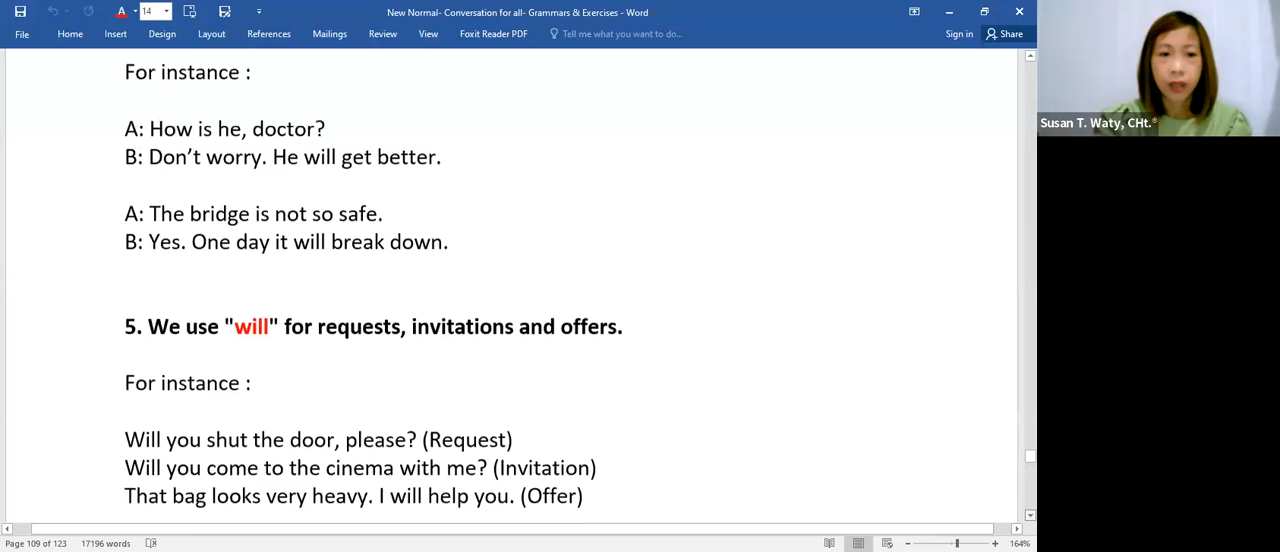 14
New Normal- Conversation for all- Grammars & Exercises - Word
File Home Insert Design Layout References Mailings Review View Foxit Reader PDF Tell me what you want to do... Sign in Share
For instance :
A: How is he, doctor?
B: Don't worry. He will get better.
A: The bridge is not so safe.
B: Yes. One day it will break down.
5. We use "will" for requests, invitations and offers.
For instance :
Will you shut the door, please? (Request)
Will you come to the cinema with me? (Invitation)
That bag looks very heavy. I will help you. (Offer)
Page 109 of 123 17196 words 164%
Susan T. Waty, CHt.®